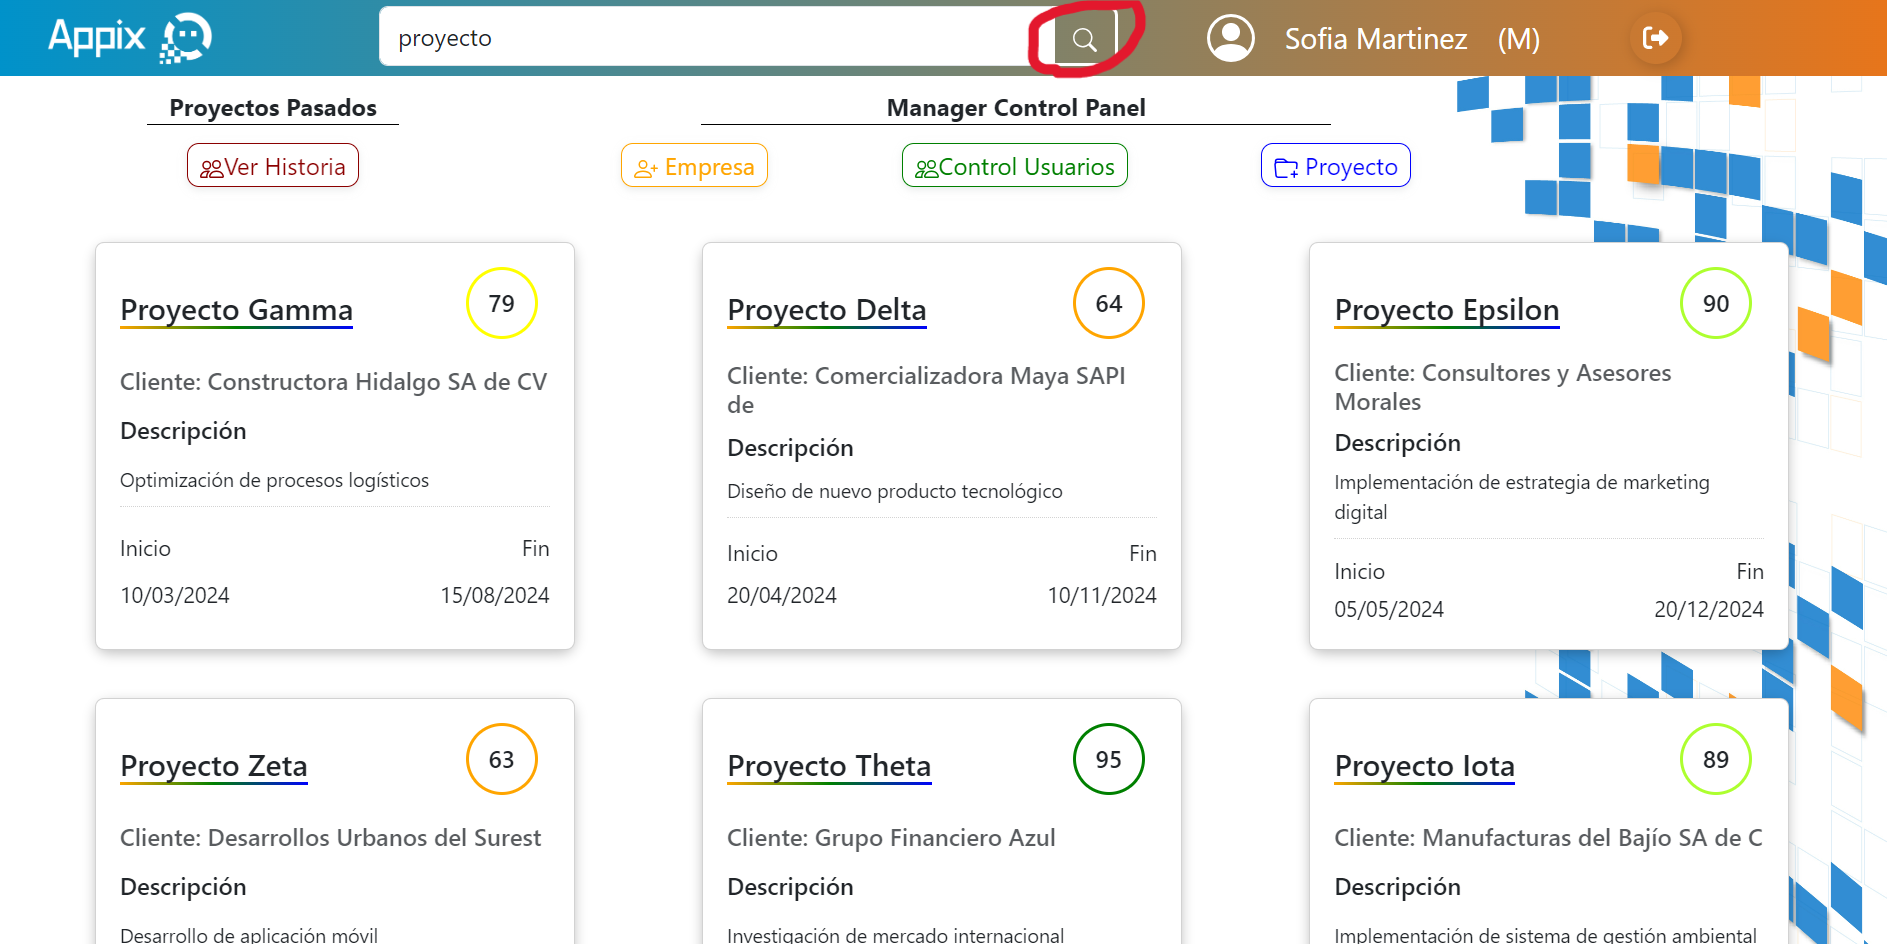 Appix
proyecto
Sofia Martinez (M)
Proyectos Pasados
Manager Control Panel
Ver Historia
Empresa
Control Usuarios
Proyecto
Proyecto Gamma
79
Cliente: Constructora Hidalgo SA de CV
Descripción
Optimización de procesos logísticos
Inicio Fin
10/03/2024 15/08/2024
Proyecto Delta
64
Cliente: Comercializadora Maya SAPI
de
Descripción
Diseño de nuevo producto tecnológico
Inicio Fin
20/04/2024 10/11/2024
Proyecto Epsilon
90
Cliente: Consultores y Asesores
Morales
Descripción
Implementación de estrategia de marketing
digital
Inicio Fin
05/05/2024 20/12/2024
Proyecto Zeta
63
Cliente: Desarrollos Urbanos del Surest
Descripción
Desarrollo de aplicación móvil
Proyecto Theta
95
Cliente: Grupo Financiero Azul
Descripción
Investigación de mercado internacional
Proyecto Iota
89
Cliente: Manufacturas del Bajío SA de C
Descripción
Implementación de sistema de gestión ambiental